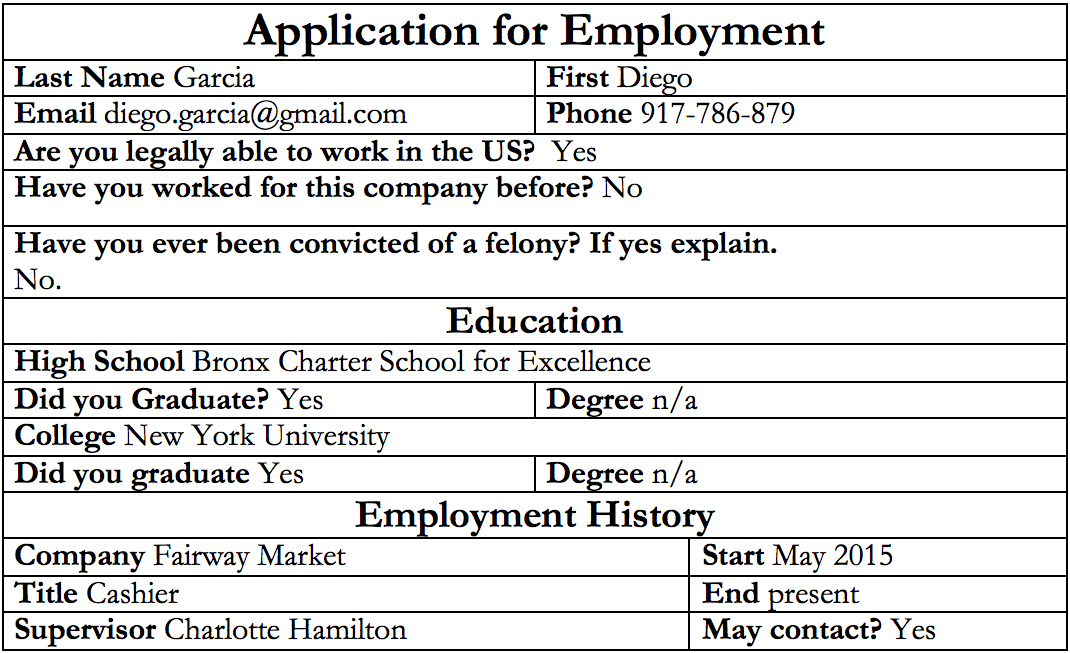 Application for Employment
Last Name Garcia First Diego
Email diego.garcia@gmail.com Phone 917-786-879
Are you legally able to work in the US? Yes
Have you worked for this company before? No
Have you ever been convicted of a felony? If yes explain.
No.
Education
High School Bronx Charter School for Excellence
Did you Graduate? Yes Degree n/a
College New York University
Did you graduate Yes Degree n/a
Employment History
Company Fairway Market Start May 2015
Title Cashier End present
Supervisor Charlotte Hamilton May contact? Yes